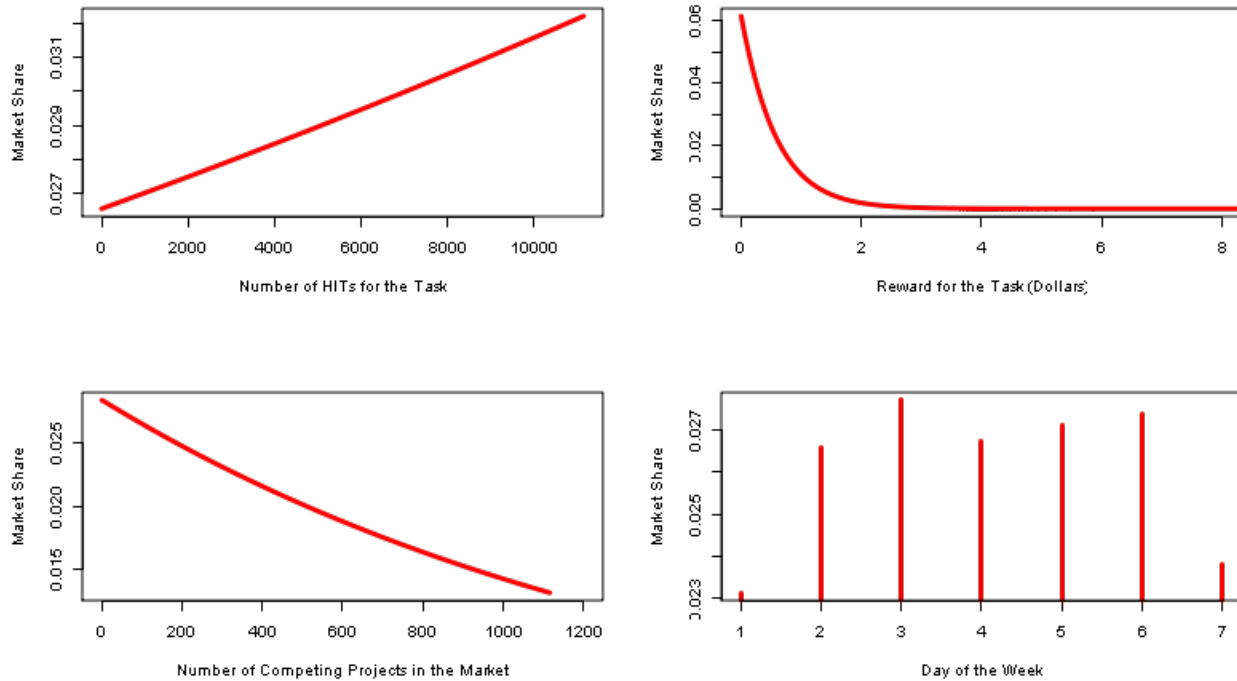 Market Share
0.031
0.029
0.027
0 2000 4000 6000 8000 10000
Number of HITs for the Task
Market Share
0.06
0.04
0.02
0.00
0 2 4 6 8
Reward for the Task (Dollars)
Market Share
0.025
0.020
0.015
0 200 400 600 800 1000 1200
Number of Competing Projects in the Market
Market Share
0.027
0.025
0.023
1 2 3 4 5 6 7
Day of the Week